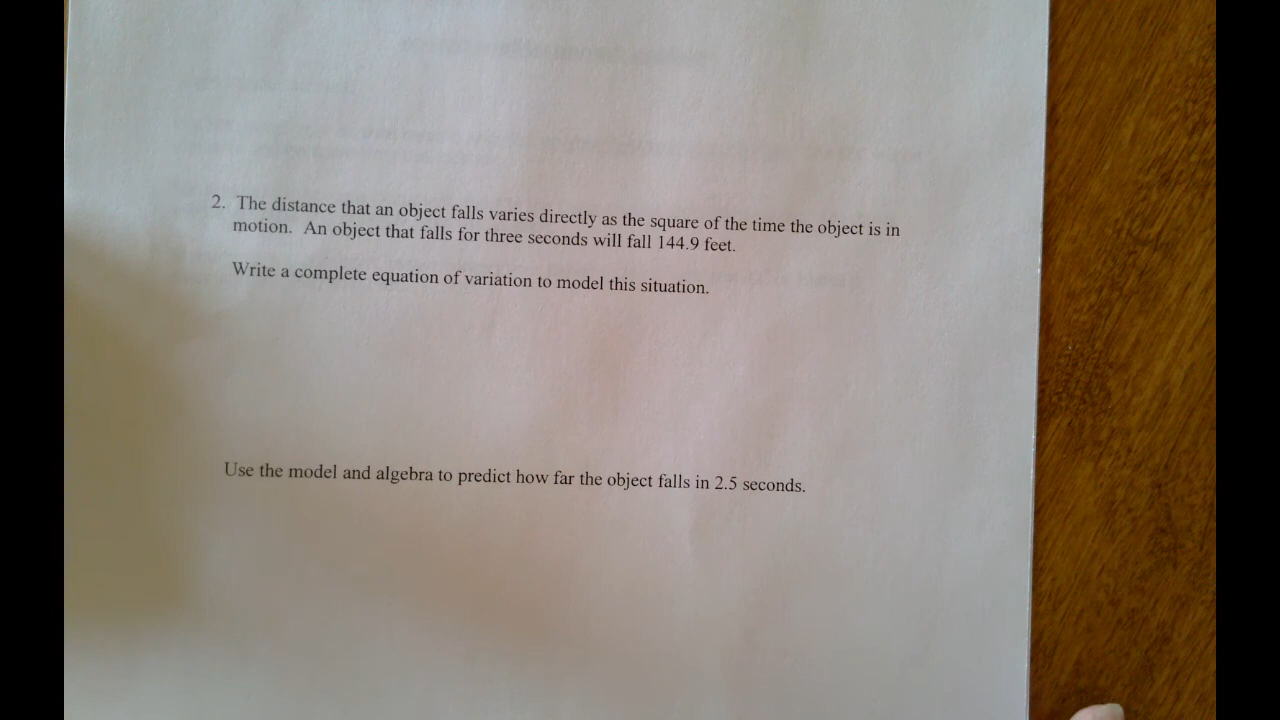 2. The distance that an object falls varies directly as the square of the time the object is in
motion. An object that falls for three seconds will fall 144.9 feet.
Write a complete equation of variation to model this situation.
Use the model and algebra to predict how far the object falls in 2.5 seconds.